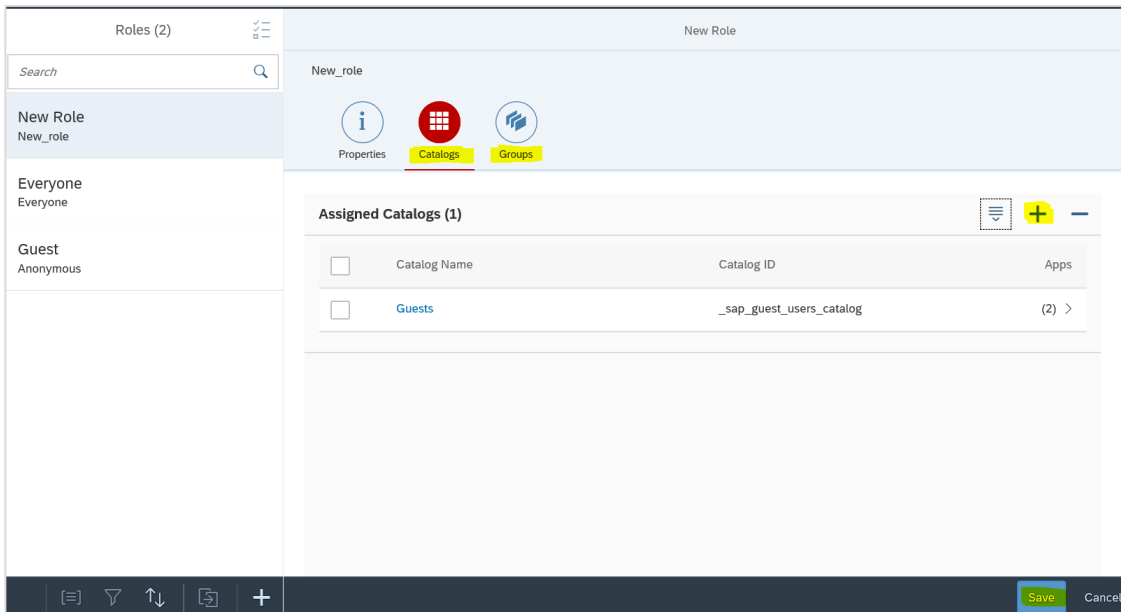 Roles (2)
New Role
Search
New_role
New Role
New_role
Properties
Catalogs
Groups
Everyone
Everyone
Assigned Catalogs (1)
Guest
Anonymous
Catalog Name
Catalog ID
Apps
Guests
_sap_guest_users_catalog
(2)
Save
Cancel